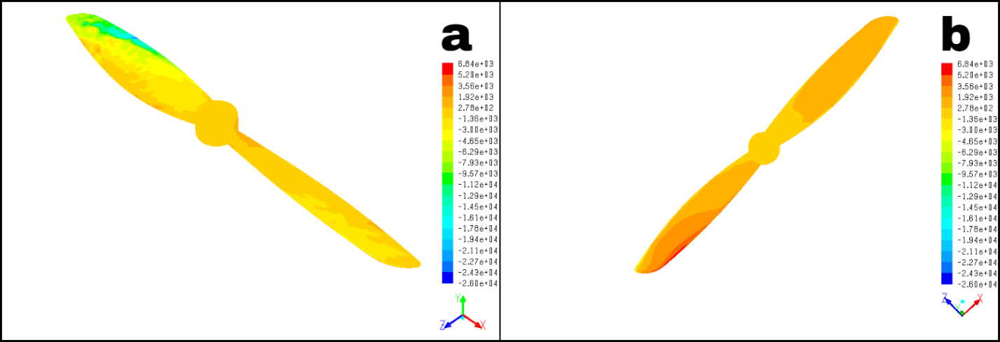 a
6.84e+03
5.20e+03
3.56e+03
1.92e+03
2.78e+02
-1.36e+03
-3.00e+03
-4.65e+03
-6.29e+03
-7.93e+03
-9.57e+03
-1.12e+04
-1.29e+04
-1.45e+04
-1.61e+04
-1.78e+04
-1.94e+04
-2.11e+04
-2.27e+04
-2.43e+04
-2.60e+04
Y
Z X
b
6.84e+03
5.20e+03
3.56e+03
1.92e+03
2.78e+02
-1.36e+03
-3.00e+03
-4.65e+03
-6.29e+03
-7.93e+03
-9.57e+03
-1.12e+04
-1.29e+04
-1.45e+04
-1.61e+04
-1.78e+04
-1.94e+04
-2.11e+04
-2.27e+04
-2.43e+04
-2.60e+04
Z X
Y